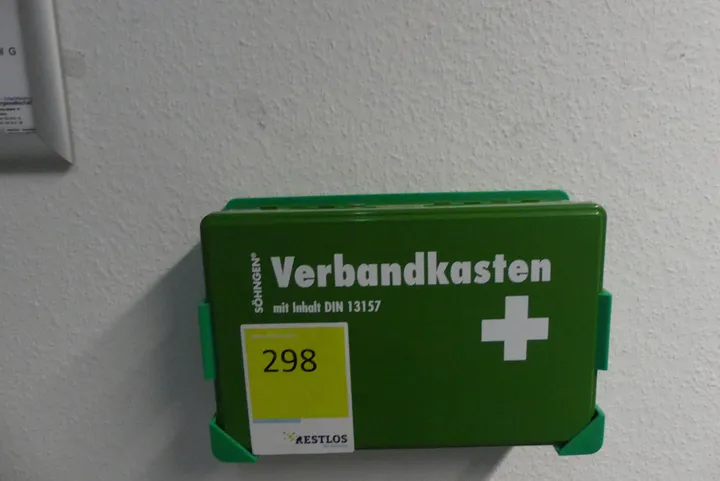 G
SÖHNGEN®
Verbandkasten
mit Inhalt DIN 13157
298
RESTLOS